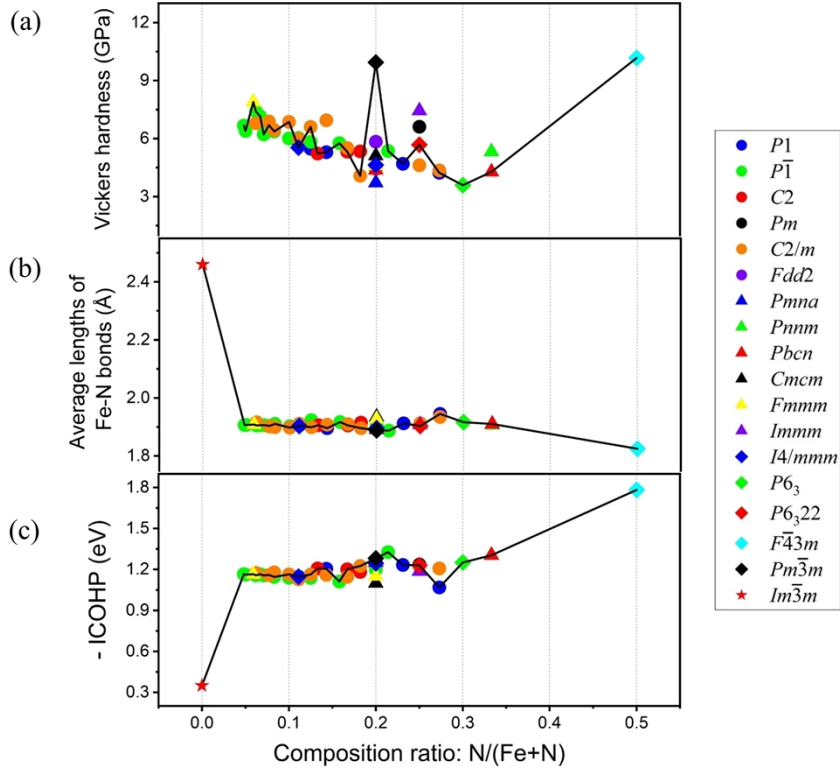 (a)
Vickers hardness (GPa)
12
9
6
3
(b)
Average lengths of
Fe-N bonds (Å)
2.4
2.2
2.0
1.8
(c)
- ICOHP (eV)
1.8
1.5
1.2
0.9
0.6
0.3
0.0
0.1
0.2
0.3
0.4
0.5
Composition ratio: N/(Fe+N)
P1
P1̅
C2
Pm
C2/m
Fdd2
Pmna
Pnnm
Pbcn
Cmcm
Fmmm
Immm
I4/mmm
P6₃
P6₃22
F4̅3m
Pm3̅m
Im3̅m